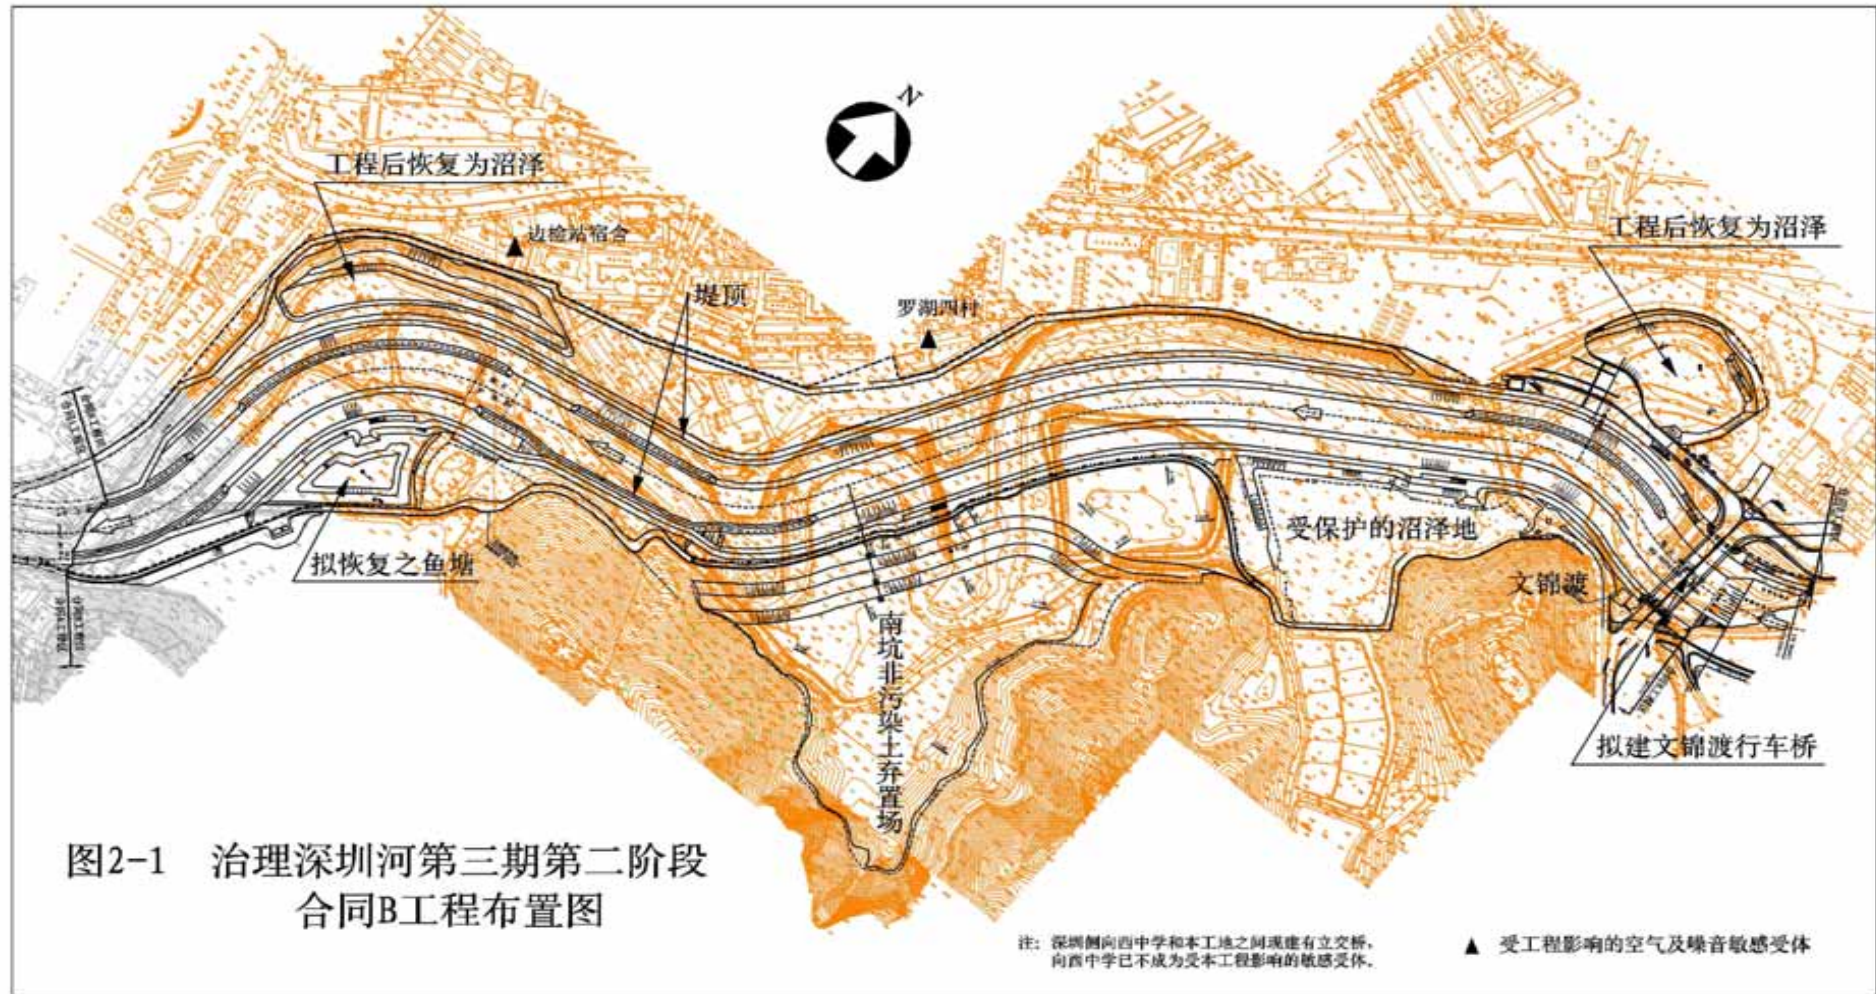 N
工程后恢复为沼泽
边检站宿舍
工程后恢复为沼泽
堤顶
罗湖四村
受保护的沼泽地
拟恢复之鱼塘
文锦渡
南坑非污染土弃置场
拟建文锦渡行车桥
图2-1 治理深圳河第三期第二阶段
合同B工程布置图
注: 深圳侧向西中学和本工地之间现建有立交桥,
向西中学已不成为受本工程影响的敏感受体.
▲ 受工程影响的空气及噪音敏感受体